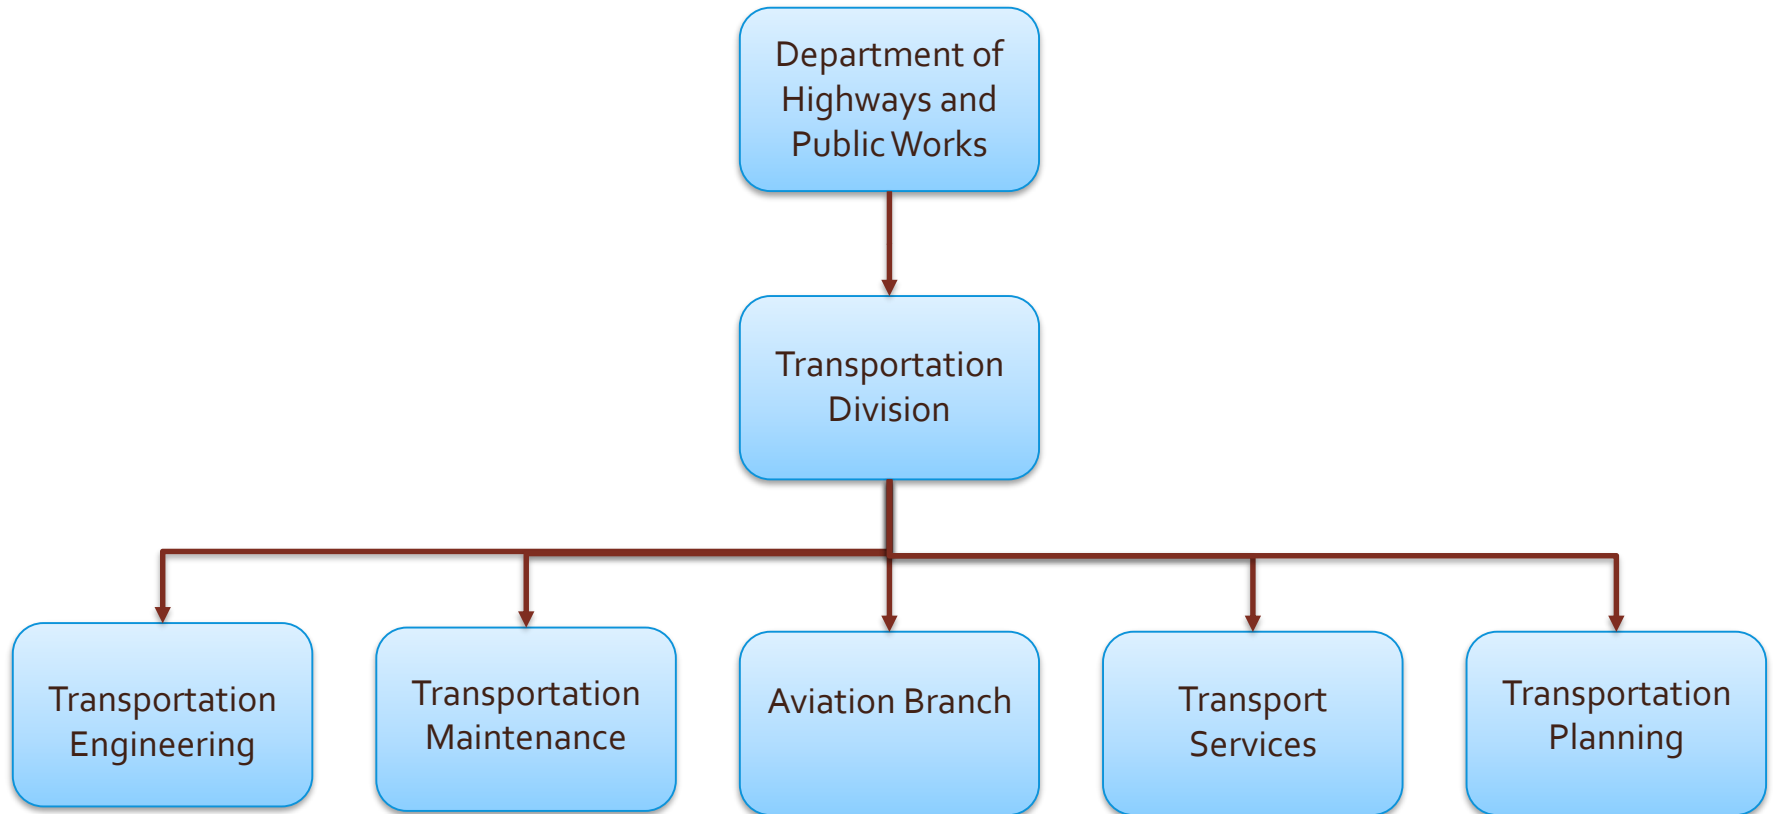 Department of
Highways and
Public Works
Transportation
Division
Transportation
Engineering
Transportation
Maintenance
Aviation Branch
Transport
Services
Transportation
Planning